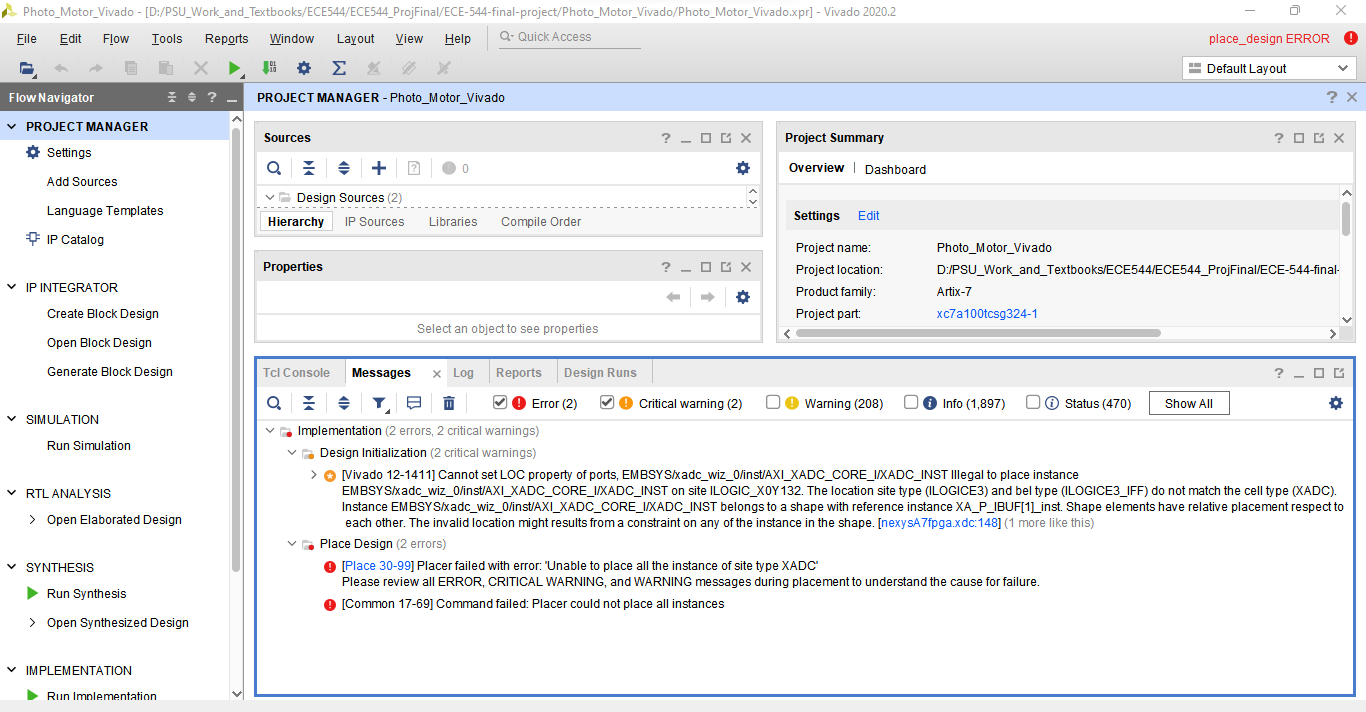 Photo_Motor_Vivado - [D:/PSU_Work_and_Textbooks/ECE544/ECE544_ProjFinal/ECE-544-final-project/Photo_Motor_Vivado/Photo_Motor_Vivado.xpr] - Vivado 2020.2
File Edit Flow Tools Reports Window Layout View Help Quick Access
place_design ERROR
Default Layout
Flow Navigator
PROJECT MANAGER
Settings
Add Sources
Language Templates
IP Catalog
IP INTEGRATOR
Create Block Design
Open Block Design
Generate Block Design
SIMULATION
Run Simulation
RTL ANALYSIS
Open Elaborated Design
SYNTHESIS
Run Synthesis
Open Synthesized Design
IMPLEMENTATION
Run Implementation
PROJECT MANAGER - Photo_Motor_Vivado
Sources
0
Design Sources (2)
Hierarchy IP Sources Libraries Compile Order
Properties
Select an object to see properties
Project Summary
Overview Dashboard
Settings Edit
Project name: Photo_Motor_Vivado
Project location: D:/PSU_Work_and_Textbooks/ECE544/ECE544_ProjFinal/ECE-544-final-
Product family: Artix-7
Project part: xc7a100tcsg324-1
Tcl Console Messages Log Reports Design Runs
Error (2) Critical warning (2) Warning (208) Info (1,897) Status (470) Show All
Implementation (2 errors, 2 critical warnings)
Design Initialization (2 critical warnings)
[Vivado 12-1411] Cannot set LOC property of ports, EMBSYS/xadc_wiz_0/inst/AXI_XADC_CORE_I/XADC_INST Illegal to place instance
EMBSYS/xadc_wiz_0/inst/AXI_XADC_CORE_I/XADC_INST on site ILOGIC_X0Y132. The location site type (ILOGICE3) and bel type (ILOGICE3_IFF) do not match the cell type (XADC).
Instance EMBSYS/xadc_wiz_0/inst/AXI_XADC_CORE_I/XADC_INST belongs to a shape with reference instance XA_P_IBUF[1]_inst. Shape elements have relative placement respect to
each other. The invalid location might results from a constraint on any of the instance in the shape. [nexysA7fpga.xdc:148] (1 more like this)
Place Design (2 errors)
[Place 30-99] Placer failed with error: 'Unable to place all the instance of site type XADC'
Please review all ERROR, CRITICAL WARNING, and WARNING messages during placement to understand the cause for failure.
[Common 17-69] Command failed: Placer could not place all instances